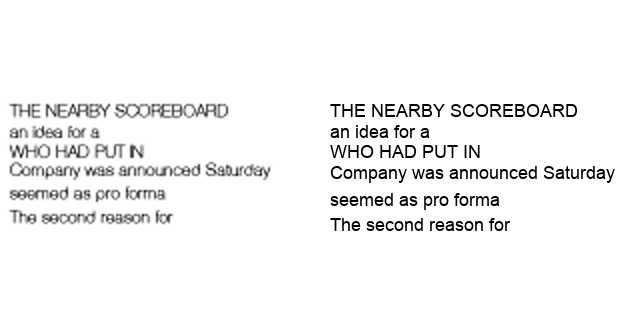 THE NEARBY SCOREBOARD
an idea for a
WHO HAD PUT IN
Company was announced Saturday
seemed as pro forma
The second reason for
THE NEARBY SCOREBOARD
an idea for a
WHO HAD PUT IN
Company was announced Saturday
seemed as pro forma
The second reason for